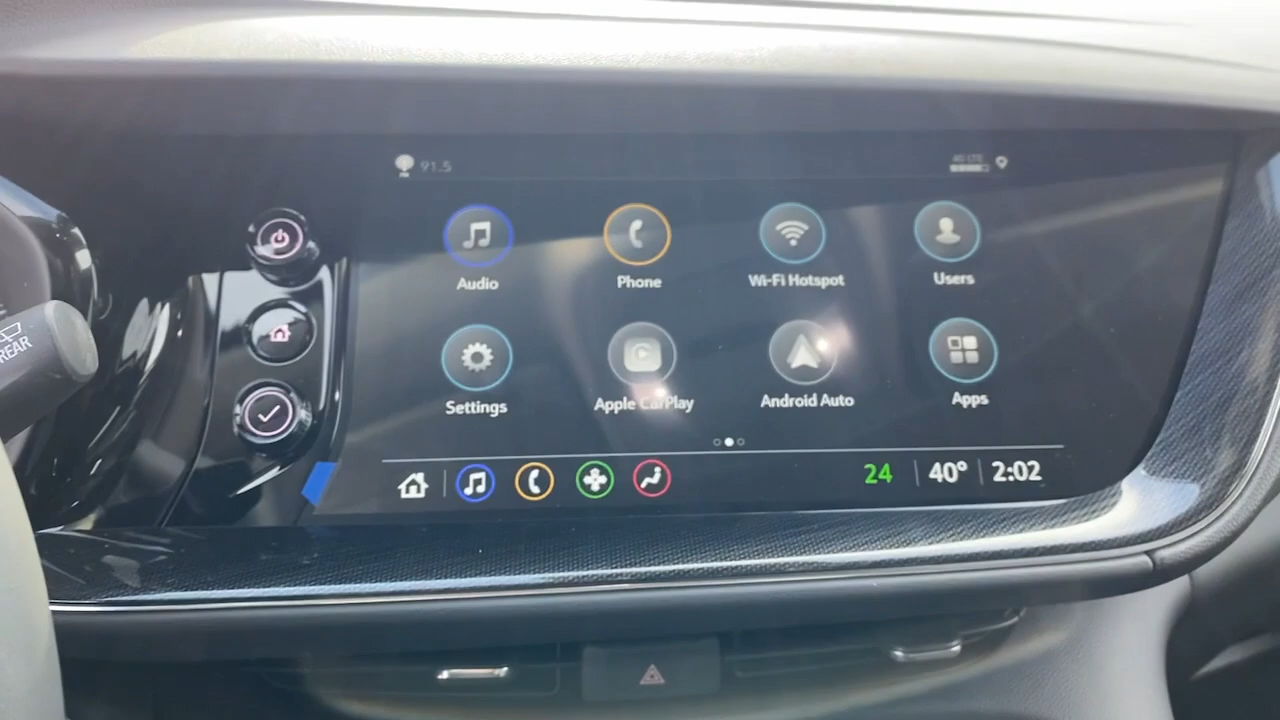 91.5
4G LTE
Audio
Phone
Wi-Fi Hotspot
Users
REAR
Settings
Apple CarPlay
Android Auto
Apps
24
40°
2:02